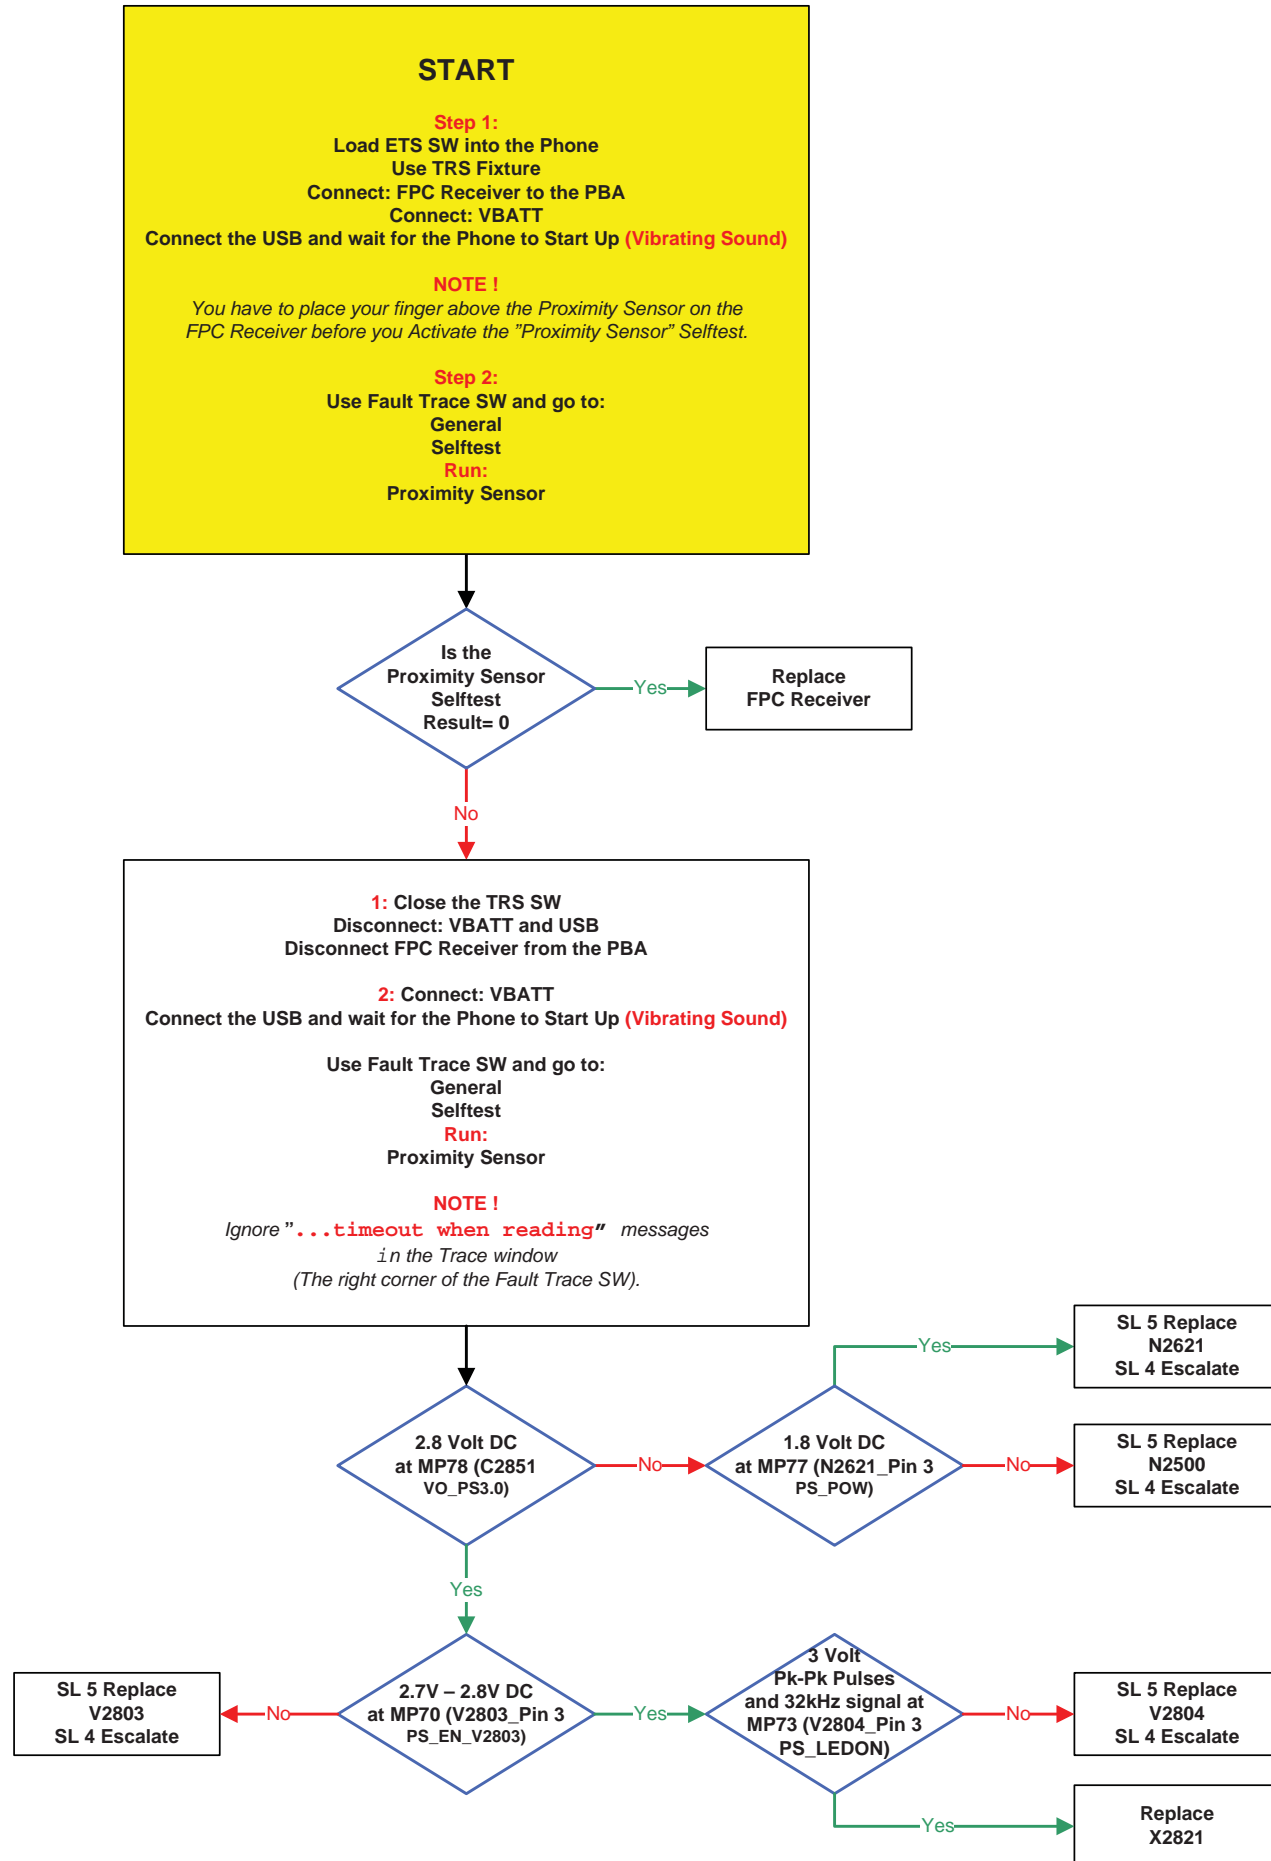 START
Step 1:
Load ETS SW into the Phone
Use TRS Fixture
Connect: FPC Receiver to the PBA
Connect: VBATT
Connect the USB and wait for the Phone to Start Up (Vibrating Sound)
NOTE !
You have to place your finger above the Proximity Sensor on the
FPC Receiver before you Activate the ”Proximity Sensor” Selftest.
Step 2:
Use Fault Trace SW and go to:
General
Selftest
Run:
Proximity Sensor
Is the
Proximity Sensor
Selftest
Result= 0
Yes
Replace
FPC Receiver
No
1: Close the TRS SW
Disconnect: VBATT and USB
Disconnect FPC Receiver from the PBA
2: Connect: VBATT
Connect the USB and wait for the Phone to Start Up (Vibrating Sound)
Use Fault Trace SW and go to:
General
Selftest
Run:
Proximity Sensor
NOTE !
Ignore ”...timeout when reading” messages
in the Trace window
(The right corner of the Fault Trace SW).
2.8 Volt DC
at MP78 (C2851
VO_PS3.0)
No
1.8 Volt DC
at MP77 (N2621_Pin 3
PS_POW)
Yes
SL 5 Replace
N2621
SL 4 Escalate
No
SL 5 Replace
N2500
SL 4 Escalate
Yes
2.7V – 2.8V DC
at MP70 (V2803_Pin 3
PS_EN_V2803)
No
SL 5 Replace
V2803
SL 4 Escalate
Yes
3 Volt
Pk-Pk Pulses
and 32kHz signal at
MP73 (V2804_Pin 3
PS_LEDON)
No
SL 5 Replace
V2804
SL 4 Escalate
Yes
Replace
X2821